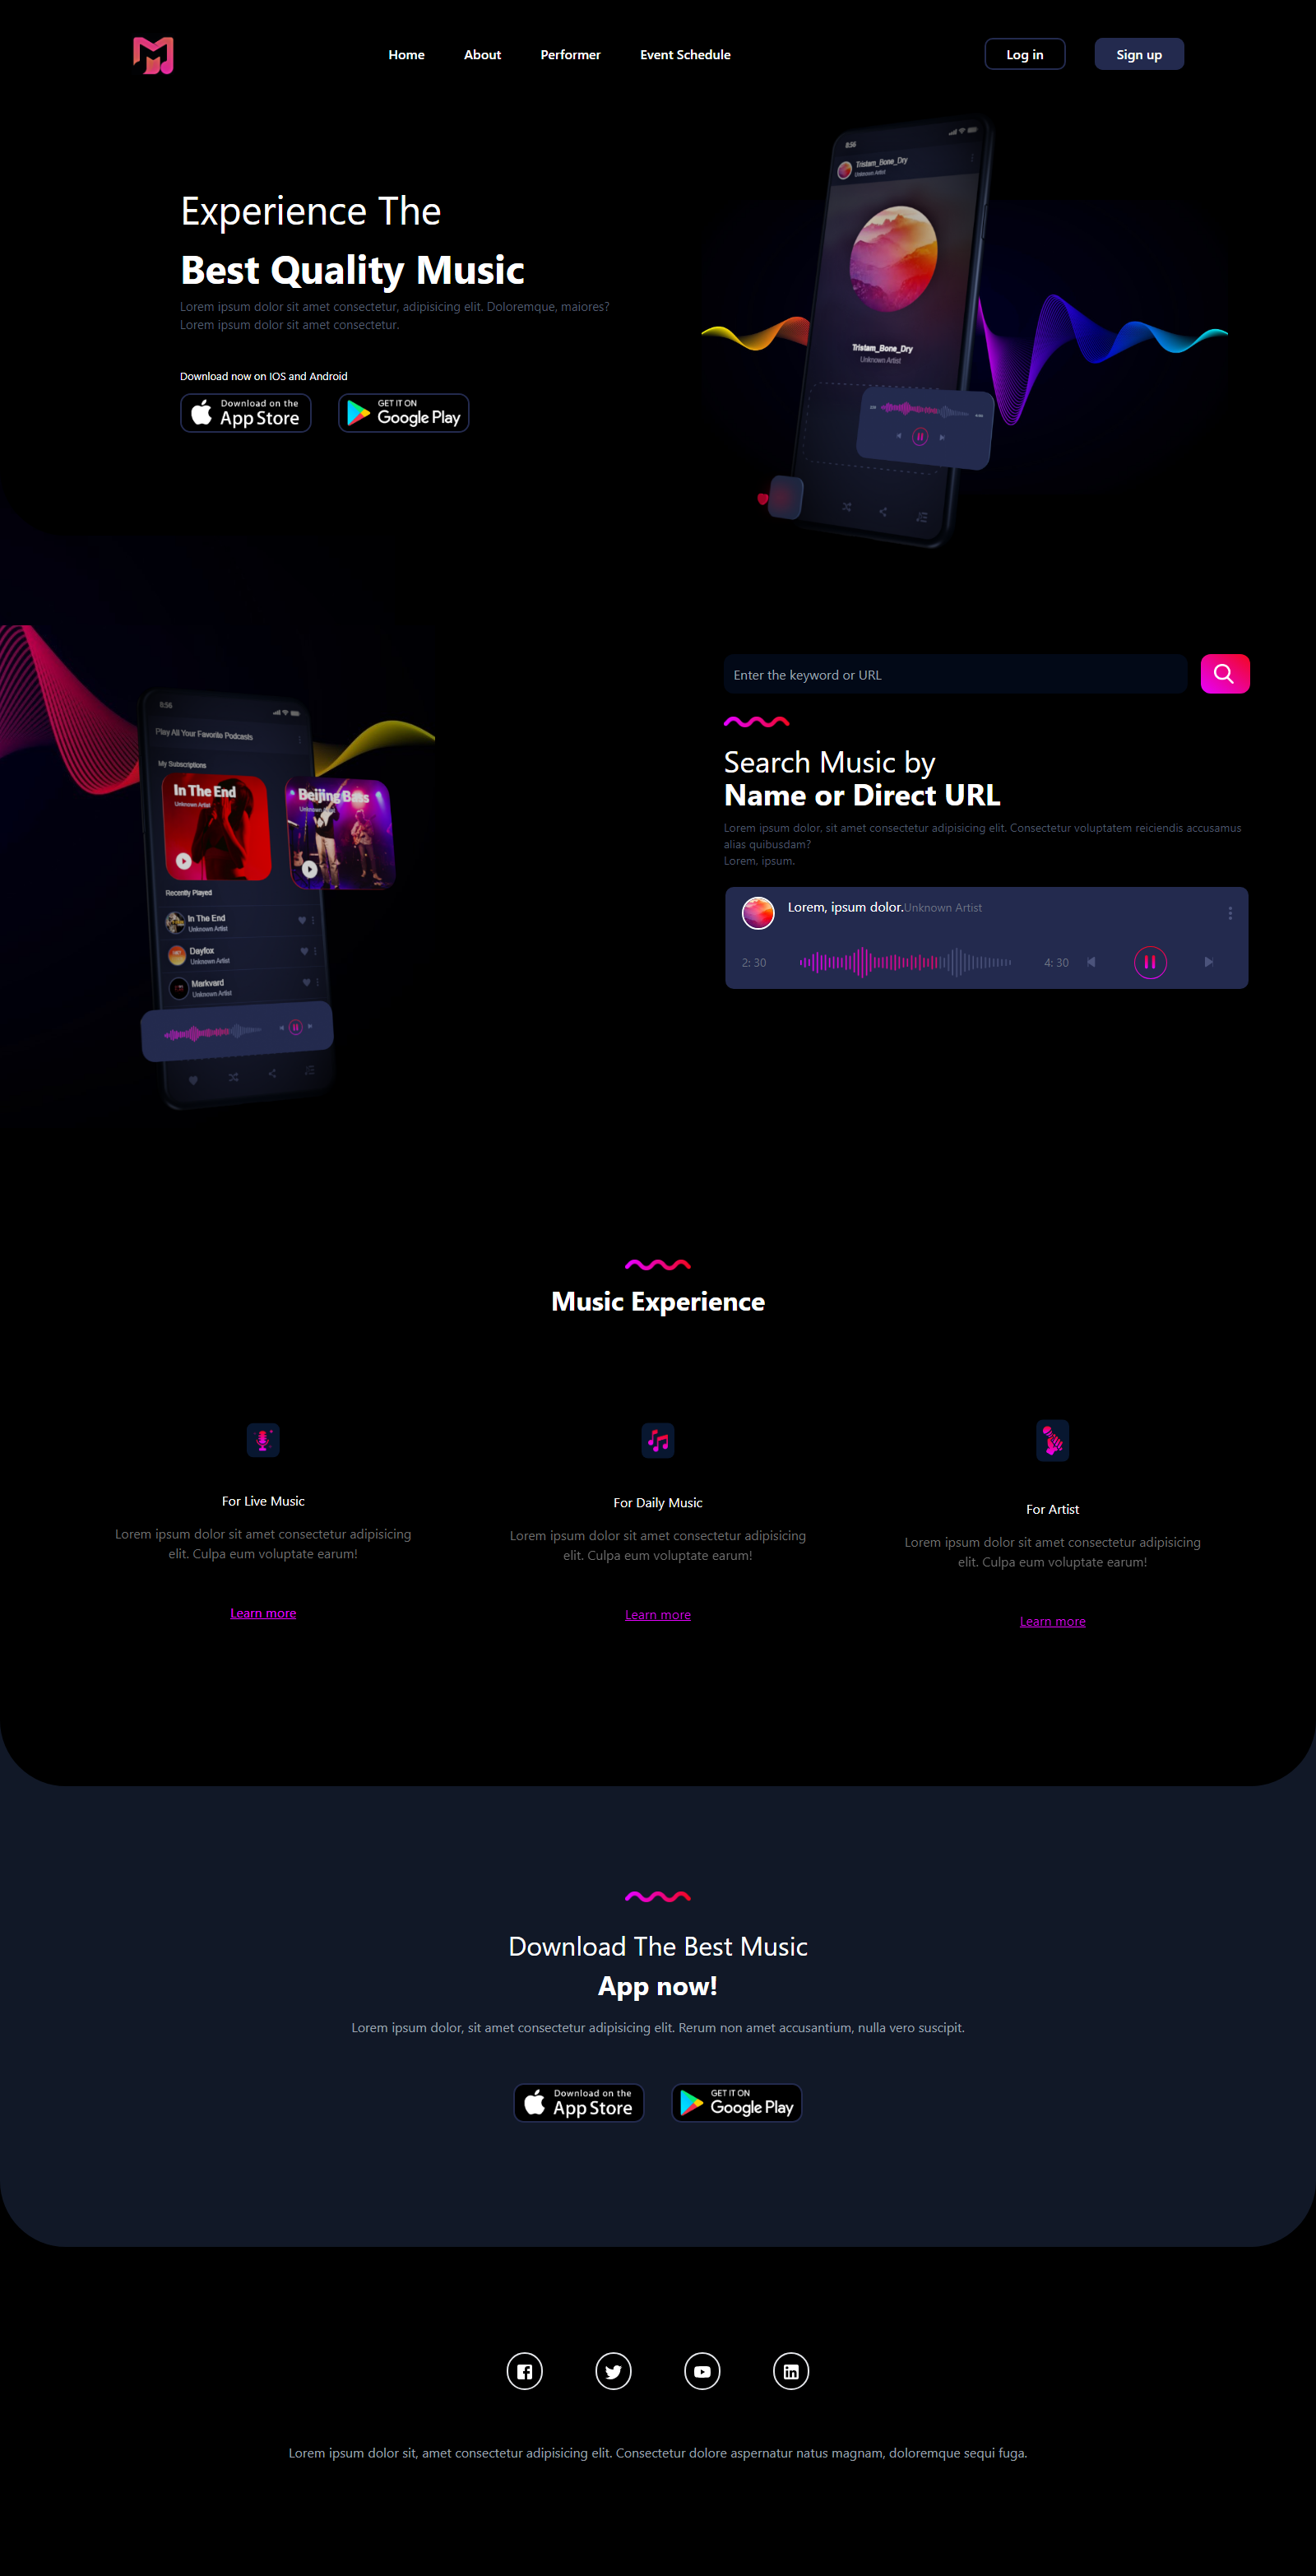 Home
About
Performer
Event Schedule
Log in
Sign up
8:56
Tristam_Bone_Dry
Unknown Artist
Experience The
Best Quality Music
Lorem ipsum dolor sit amet consectetur, adipisicing elit. Doloremque, maiores?
Lorem ipsum dolor sit amet consectetur.
Download now on IOS and Android
Download on the
App Store
GET IT ON
Google Play
Tristam_Bone_Dry
Unknown Artist
8:56
Play All Your Favorite Podcasts
My Subscriptions
In The End
Unknown Artist
Beijing Bass
Unknown Artist
Recently Played
In The End
Unknown Artist
Dayfox
Unknown Artist
Markvard
Unknown Artist
Enter the keyword or URL
Search Music by
Name or Direct URL
Lorem ipsum dolor, sit amet consectetur adipisicing elit. Consectetur voluptatem reiciendis accusamus
alias quibusdam?
Lorem, ipsum.
Lorem, ipsum dolor.Unknown Artist
2: 30
4: 30
Music Experience
For Live Music
Lorem ipsum dolor sit amet consectetur adipisicing
elit. Culpa eum voluptate earum!
Learn more
For Daily Music
Lorem ipsum dolor sit amet consectetur adipisicing
elit. Culpa eum voluptate earum!
Learn more
For Artist
Lorem ipsum dolor sit amet consectetur adipisicing
elit. Culpa eum voluptate earum!
Learn more
Download The Best Music
App now!
Lorem ipsum dolor, sit amet consectetur adipisicing elit. Rerum non amet accusantium, nulla vero suscipit.
Download on the
App Store
GET IT ON
Google Play
Lorem ipsum dolor sit, amet consectetur adipisicing elit. Consectetur dolore aspernatur natus magnam, doloremque sequi fuga.